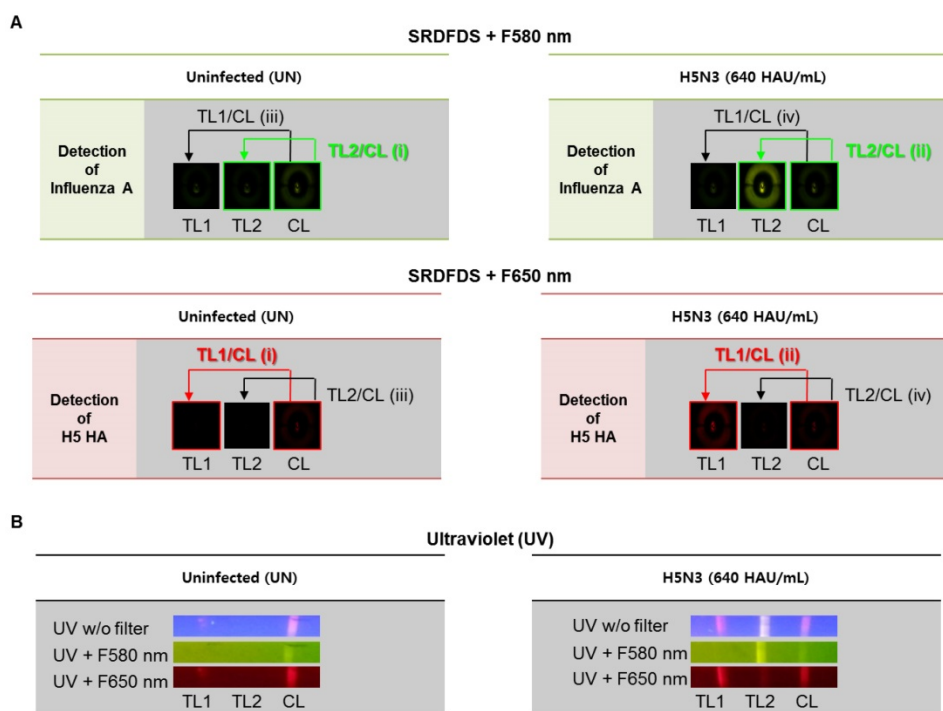 A
SRDFDS + F580 nm
Uninfected (UN)
H5N3 (640 HAU/mL)
TL1/CL (iii)
TL2/CL (i)
Detection
of
Influenza A
TL1 TL2 CL
TL1/CL (iv)
TL2/CL (ii)
Detection
of
Influenza A
TL1 TL2 CL
SRDFDS + F650 nm
Uninfected (UN)
H5N3 (640 HAU/mL)
TL1/CL (i)
TL2/CL (iii)
Detection
of
H5 HA
TL1 TL2 CL
TL1/CL (ii)
TL2/CL (iv)
Detection
of
H5 HA
TL1 TL2 CL
B
Ultraviolet (UV)
Uninfected (UN)
H5N3 (640 HAU/mL)
UV w/o filter
UV + F580 nm
UV + F650 nm
TL1 TL2 CL
UV w/o filter
UV + F580 nm
UV + F650 nm
TL1 TL2 CL